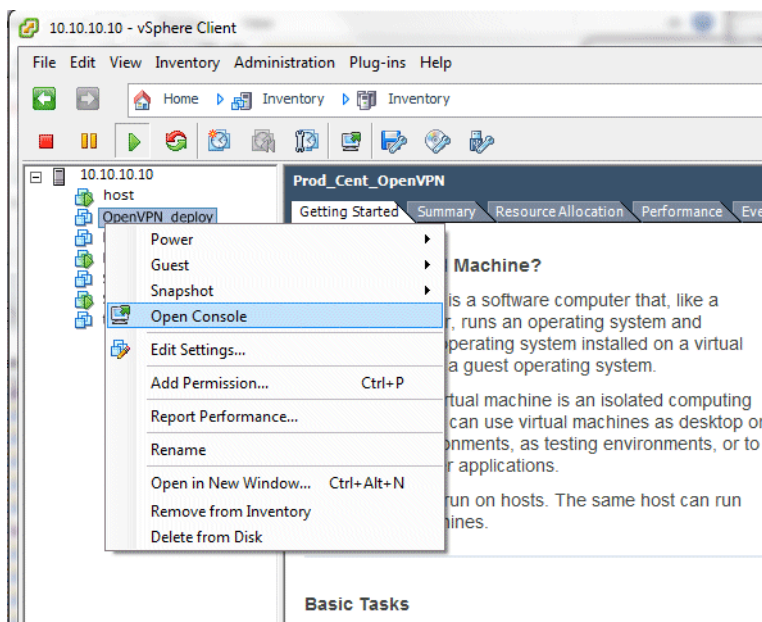 10.10.10.10 - vSphere Client
File Edit View Inventory Administration Plug-ins Help
Home Inventory Inventory
10.10.10.10
host
OpenVPN_deploy
Prod_Cent_OpenVPN
Getting Started Summary Resource Allocation Performance Eve
Power
Guest
Snapshot
Open Console
Edit Settings...
Add Permission... Ctrl+P
Report Performance...
Rename
Open in New Window... Ctrl+Alt+N
Remove from Inventory
Delete from Disk
Machine?
is a software computer that, like a
r, runs an operating system and
operating system installed on a virtual
a guest operating system.
rtual machine is an isolated computing
can use virtual machines as desktop or
onments, as testing environments, or to
r applications.
run on hosts. The same host can run
ines.
Basic Tasks